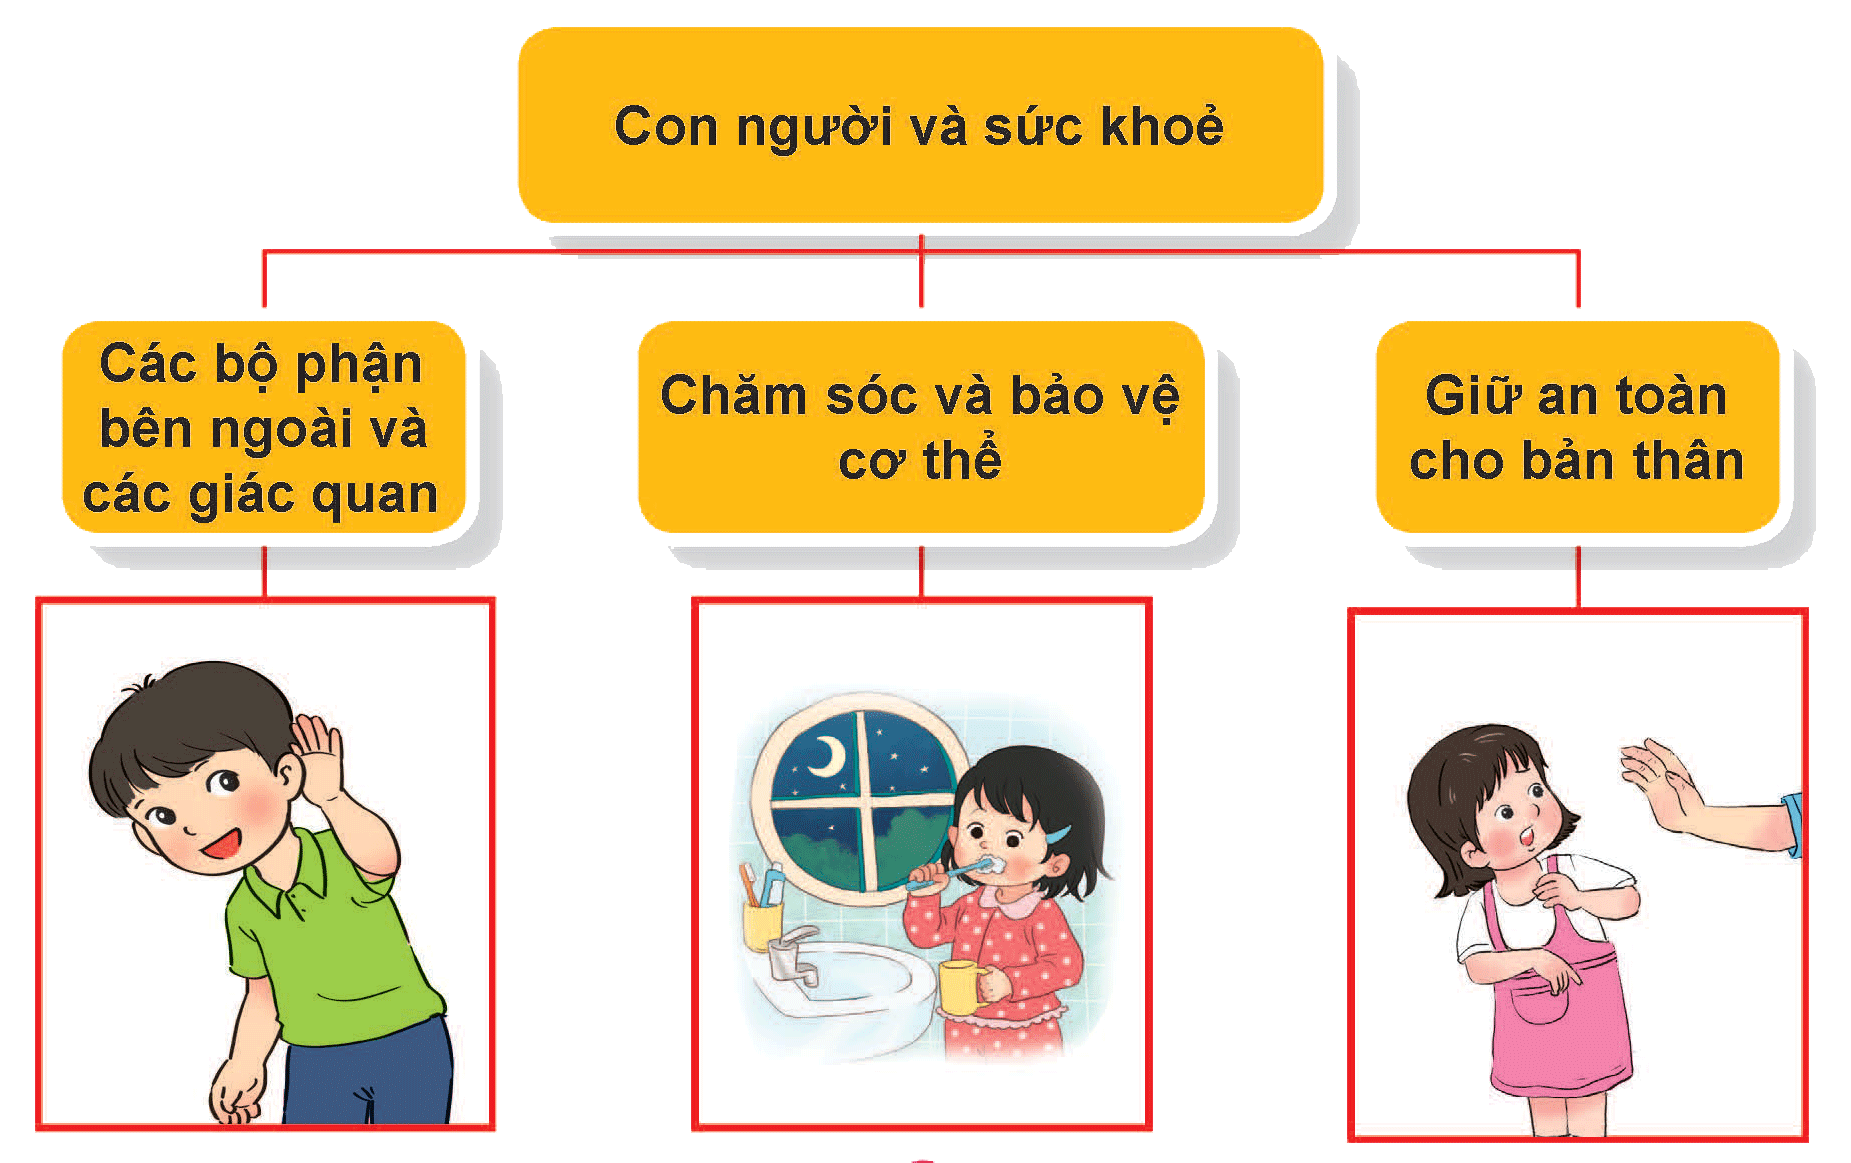 Con người và sức khoẻ
Các bộ phận
bên ngoài và
các giác quan
Chăm sóc và bảo vệ
cơ thể
Giữ an toàn
cho bản thân